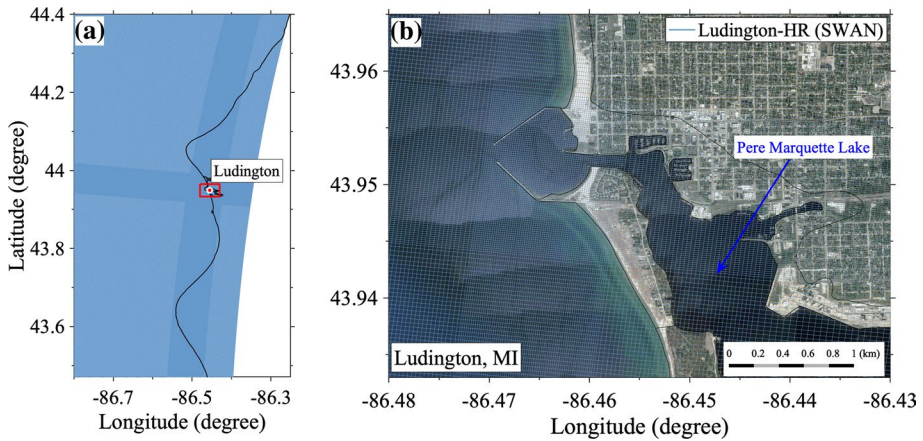 (a)
44.4
44.2
44
43.8
43.6
Latitude (degree)
-86.7
-86.5
-86.3
Longitude (degree)
Ludington
(b)
Ludington-HR (SWAN)
43.96
43.95
43.94
Pere Marquette Lake
Ludington, MI
0 0.2 0.4 0.6 0.8 1 (km)
-86.48
-86.47
-86.46
-86.45
-86.44
-86.43
Longitude (degree)